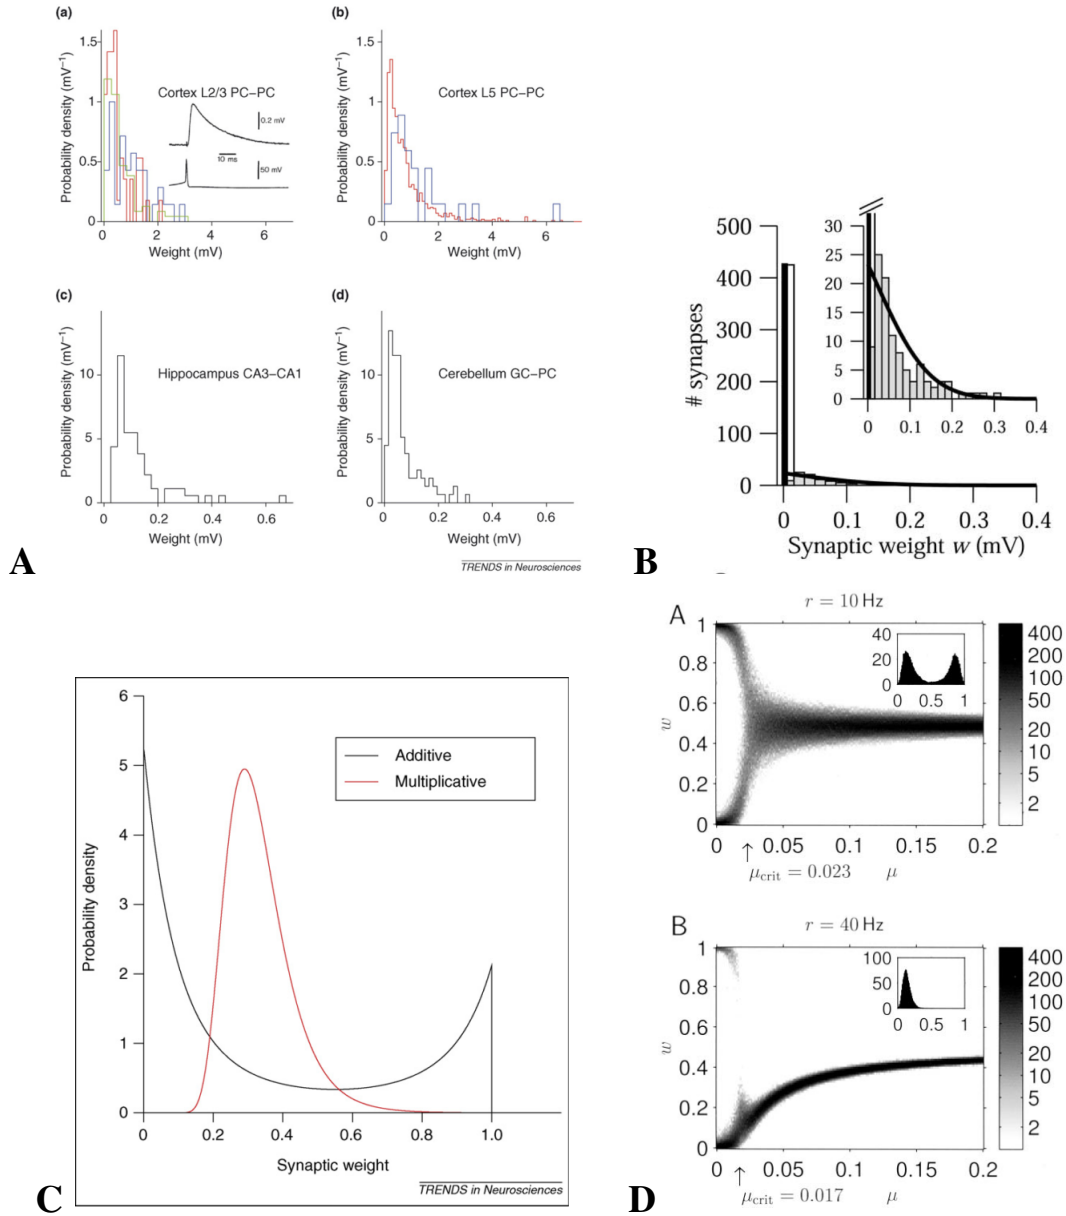 (a)
Probability density (mV⁻¹)
1.5
1
0.5
0
Cortex L2/3 PC–PC
0.2 mV
10 ms
50 mV
0 2 4 6
Weight (mV)
(b)
Probability density (mV⁻¹)
1.5
1
0.5
0
Cortex L5 PC–PC
0 2 4 6
Weight (mV)
(c)
Probability density (mV⁻¹)
10
5
0
Hippocampus CA3–CA1
0 0.2 0.4 0.6
Weight (mV)
(d)
Probability density (mV⁻¹)
10
5
0
Cerebellum GC–PC
0 0.2 0.4 0.6
Weight (mV)
TRENDS in Neurosciences
A
# synapses
500
400
300
200
100
0
30
25
20
15
10
5
0
0 0.1 0.2 0.3 0.4
0 0.1 0.2 0.3 0.4
Synaptic weight w (mV)
B
Probability density
6
5
4
3
2
1
0
Additive
Multiplicative
0 0.2 0.4 0.6 0.8 1.0
Synaptic weight
TRENDS in Neurosciences
C
A
r = 10 Hz
w
1
0.8
0.6
0.4
0.2
0
40
20
0
0 0.5 1
400
200
100
50
20
10
5
2
0 0.05 0.1 0.15 0.2
↑
μcrit = 0.023 μ
B
r = 40 Hz
w
1
0.8
0.6
0.4
0.2
0
100
50
0
0 0.5 1
400
200
100
50
20
10
5
2
0 0.05 0.1 0.15 0.2
↑
μcrit = 0.017 μ
D